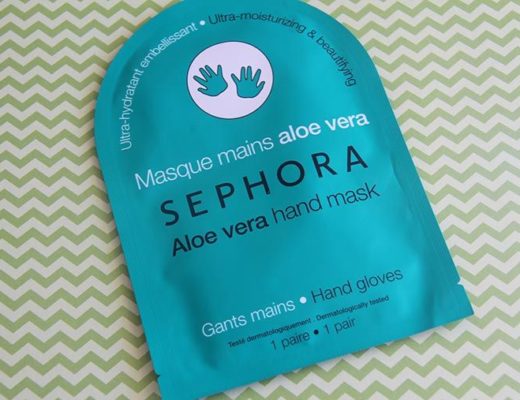 Ultra-hydratant embellissant • Ultra-moisturizing & beautifying
Masque mains aloe vera
SEPHORA
Aloe vera hand mask
Gants mains • Hand gloves
Testé dermatologiquement . Dermatologically tested
1 paire • 1 pair